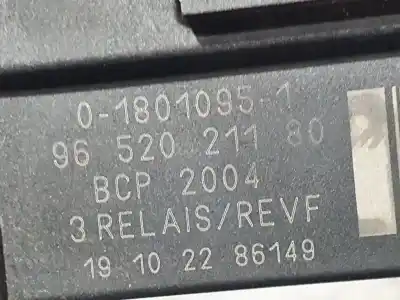 0-1801095-1
96 520 211 80
BCP 2004
3 RELAIS/REVF
19 10 22 86149